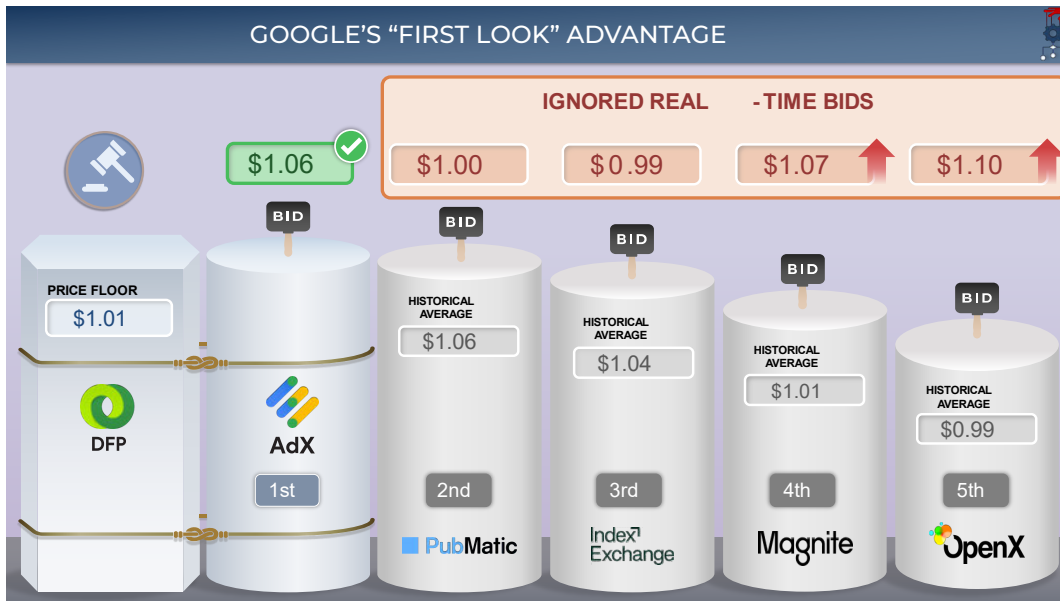 GOOGLE'S “FIRST LOOK” ADVANTAGE
IGNORED REAL -TIME BIDS
$1.06
$1.00
$0.99
$1.07
$1.10
BID
BID
BID
BID
BID
PRICE FLOOR
$1.01
HISTORICAL
AVERAGE
$1.06
HISTORICAL
AVERAGE
$1.04
HISTORICAL
AVERAGE
$1.01
HISTORICAL
AVERAGE
$0.99
DFP
AdX
1st
2nd
3rd
4th
5th
PubMatic
Index
Exchange
Magnite
OpenX